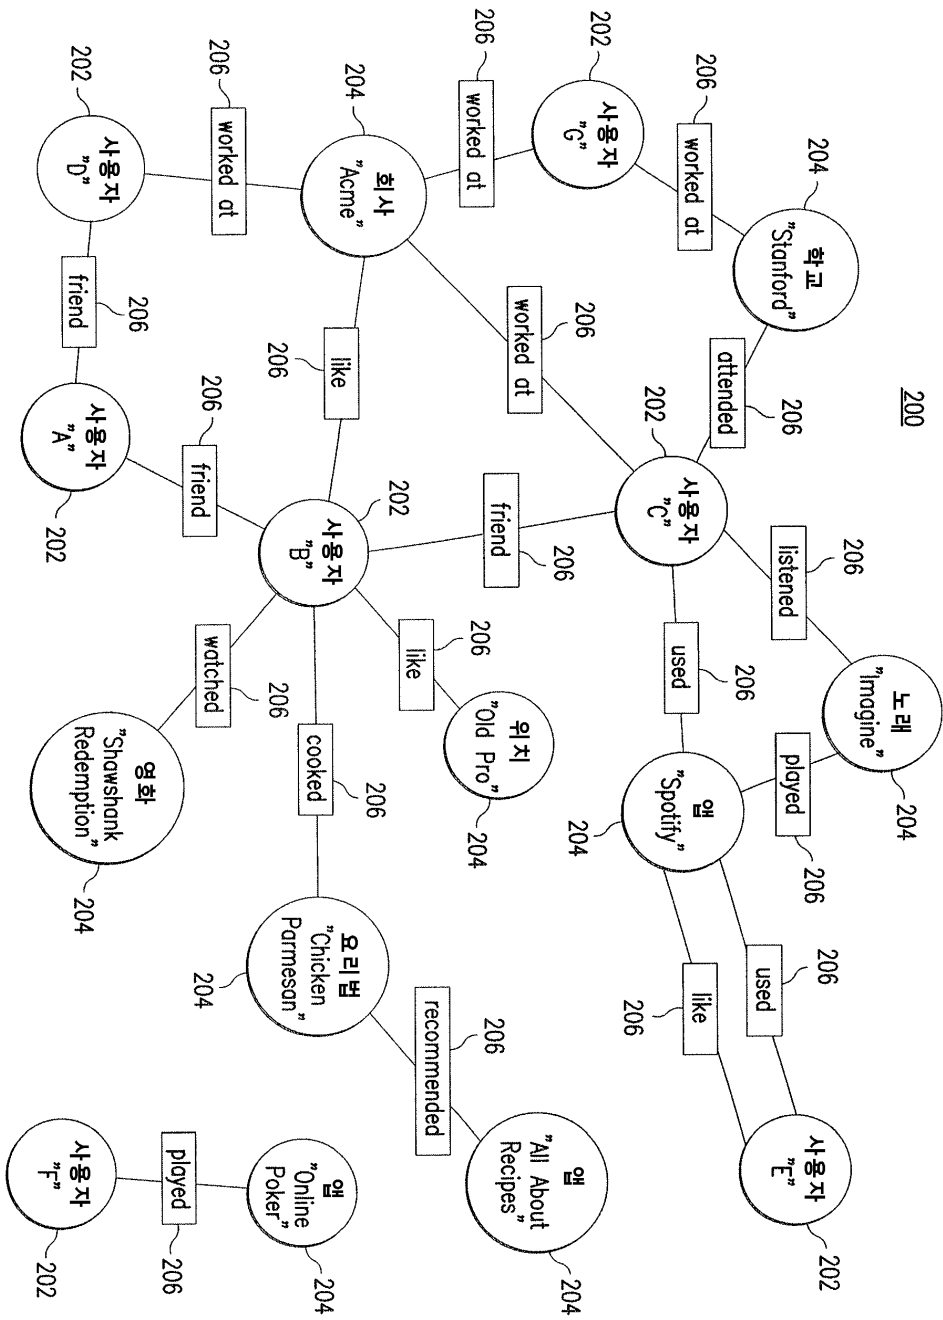 200
204
학교
"Stanford"
206
attended
206
listened
노래
"Imagine"
204
played
206
206
used
사용자
"E"
202
206
worked at
202
사용자
"G"
202
사용자
"C"
used
206
앱
"Spotify"
204
like
206
206
worked at
worked at
206
friend
206
204
회사
"Acme"
like
206
202
사용자
"B"
like
206
위치
"Old Pro"
204
recommended
206
앱
"All About
Recipes"
204
206
worked at
206
friend
watched
206
cooked
206
요리법
"Chicken
Parmesan"
204
앱
"Online
Poker"
204
202
사용자
"D"
friend
206
사용자
"A"
202
영화
"Shawshank
Redemption"
204
played
206
사용자
"F"
202